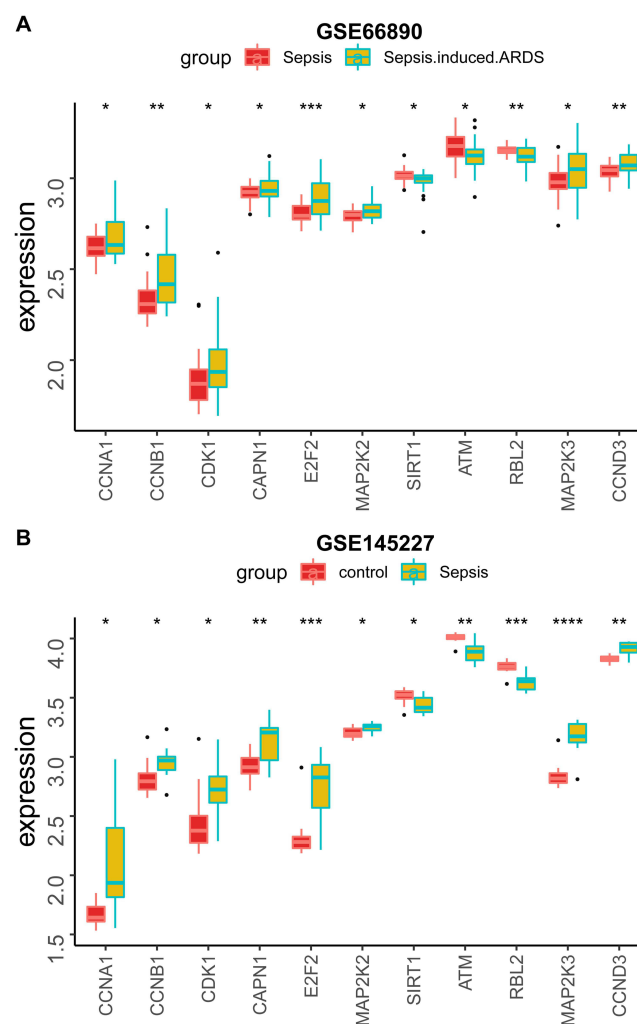 A
GSE66890
group a Sepsis a Sepsis.induced.ARDS
* ** * * *** * * * ** * **
expression
3.0
2.5
2.0
CCNA1 CCNB1 CDK1 CAPN1 E2F2 MAP2K2 SIRT1 ATM RBL2 MAP2K3 CCND3
B
GSE145227
group a control a Sepsis
* * * ** *** * * ** *** **** **
expression
4.0
3.5
3.0
2.5
2.0
1.5
CCNA1 CCNB1 CDK1 CAPN1 E2F2 MAP2K2 SIRT1 ATM RBL2 MAP2K3 CCND3